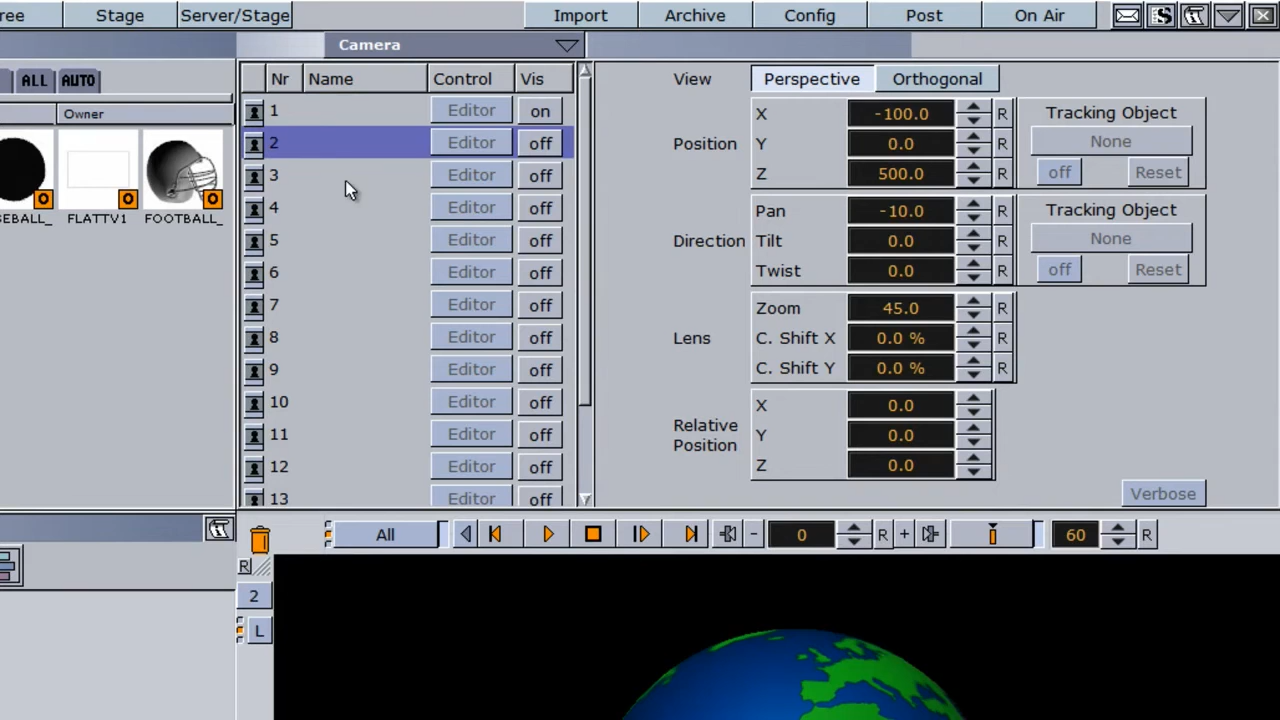 ree Stage Server/Stage Import Archive Config Post On Air
Camera
ALL AUTO
Owner
EBALL_ FLATTV1 FOOTBALL_
Nr Name Control Vis
1 Editor on
2 Editor off
3 Editor off
4 Editor off
5 Editor off
6 Editor off
7 Editor off
8 Editor off
9 Editor off
10 Editor off
11 Editor off
12 Editor off
13 Editor off
View Perspective Orthogonal
Position
X -100.0 R
Y 0.0 R
Z 500.0 R
Tracking Object
None
off Reset
Direction
Pan -10.0 R
Tilt 0.0 R
Twist 0.0 R
Tracking Object
None
off Reset
Lens
Zoom 45.0 R
C. Shift X 0.0 % R
C. Shift Y 0.0 % R
Relative
Position
X 0.0
Y 0.0
Z 0.0
Verbose
All - 0 R + 60 R
R
2
L